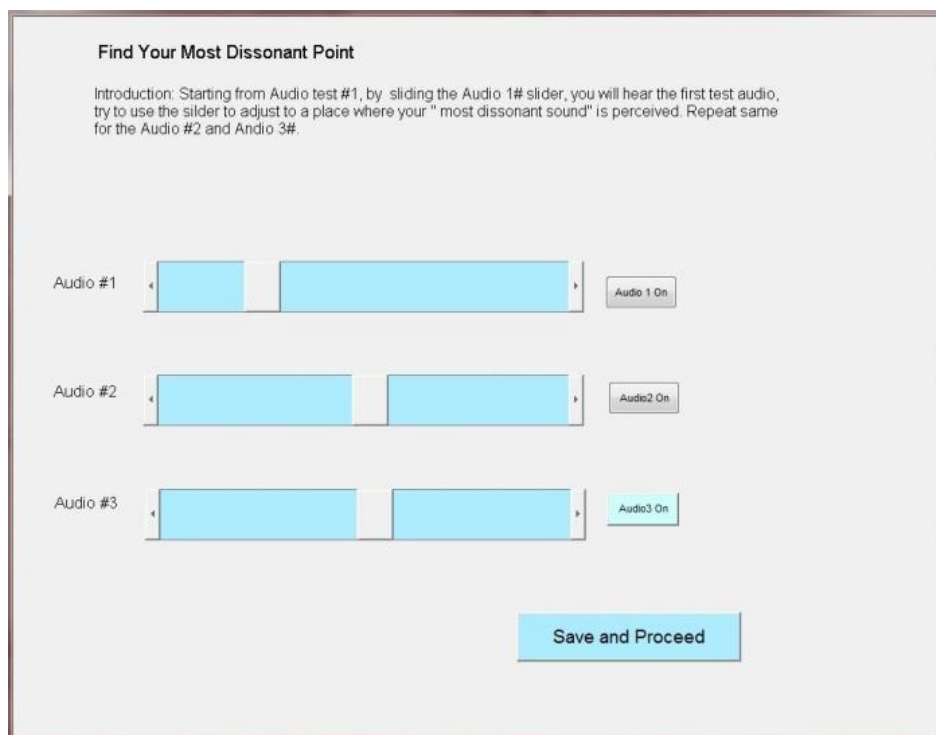 Find Your Most Dissonant Point
Introduction: Starting from Audio test #1, by sliding the Audio 1# slider, you will hear the first test audio,
try to use the silder to adjust to a place where your " most dissonant sound" is perceived. Repeat same
for the Audio #2 and Andio 3#.
Audio #1
Audio 1 On
Audio #2
Audio2 On
Audio #3
Audio3 On
Save and Proceed